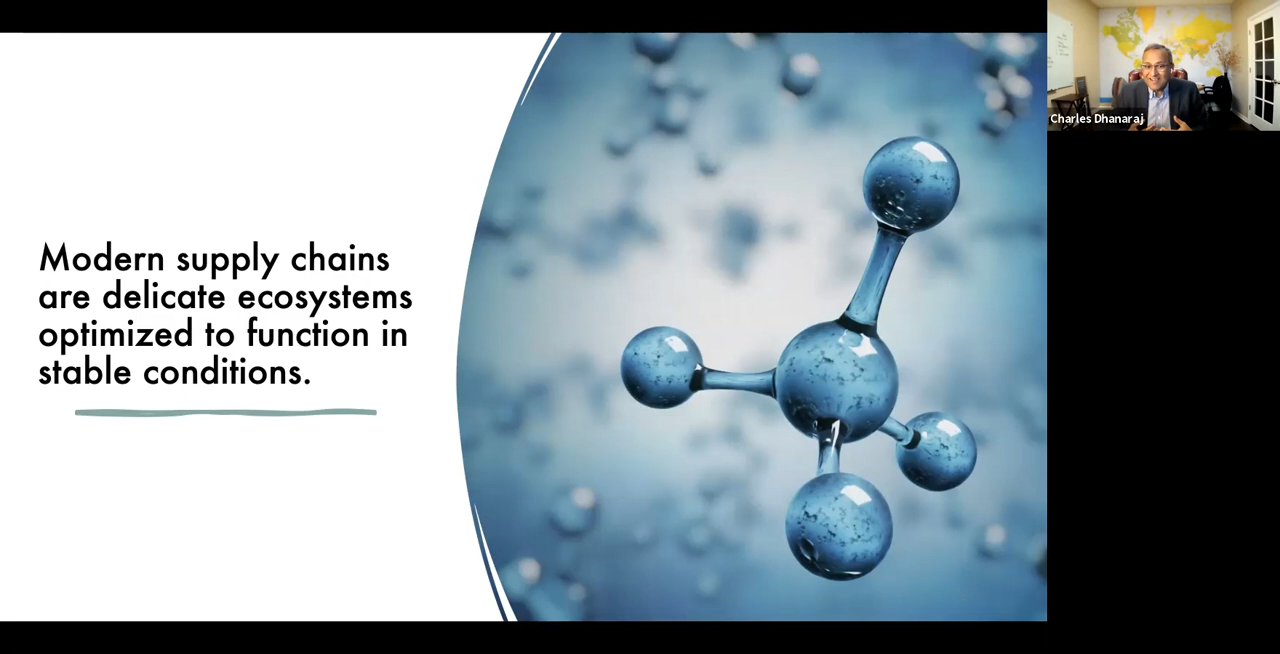 Modern supply chains
are delicate ecosystems
optimized to function in
stable conditions.
Charles Dhanaraj